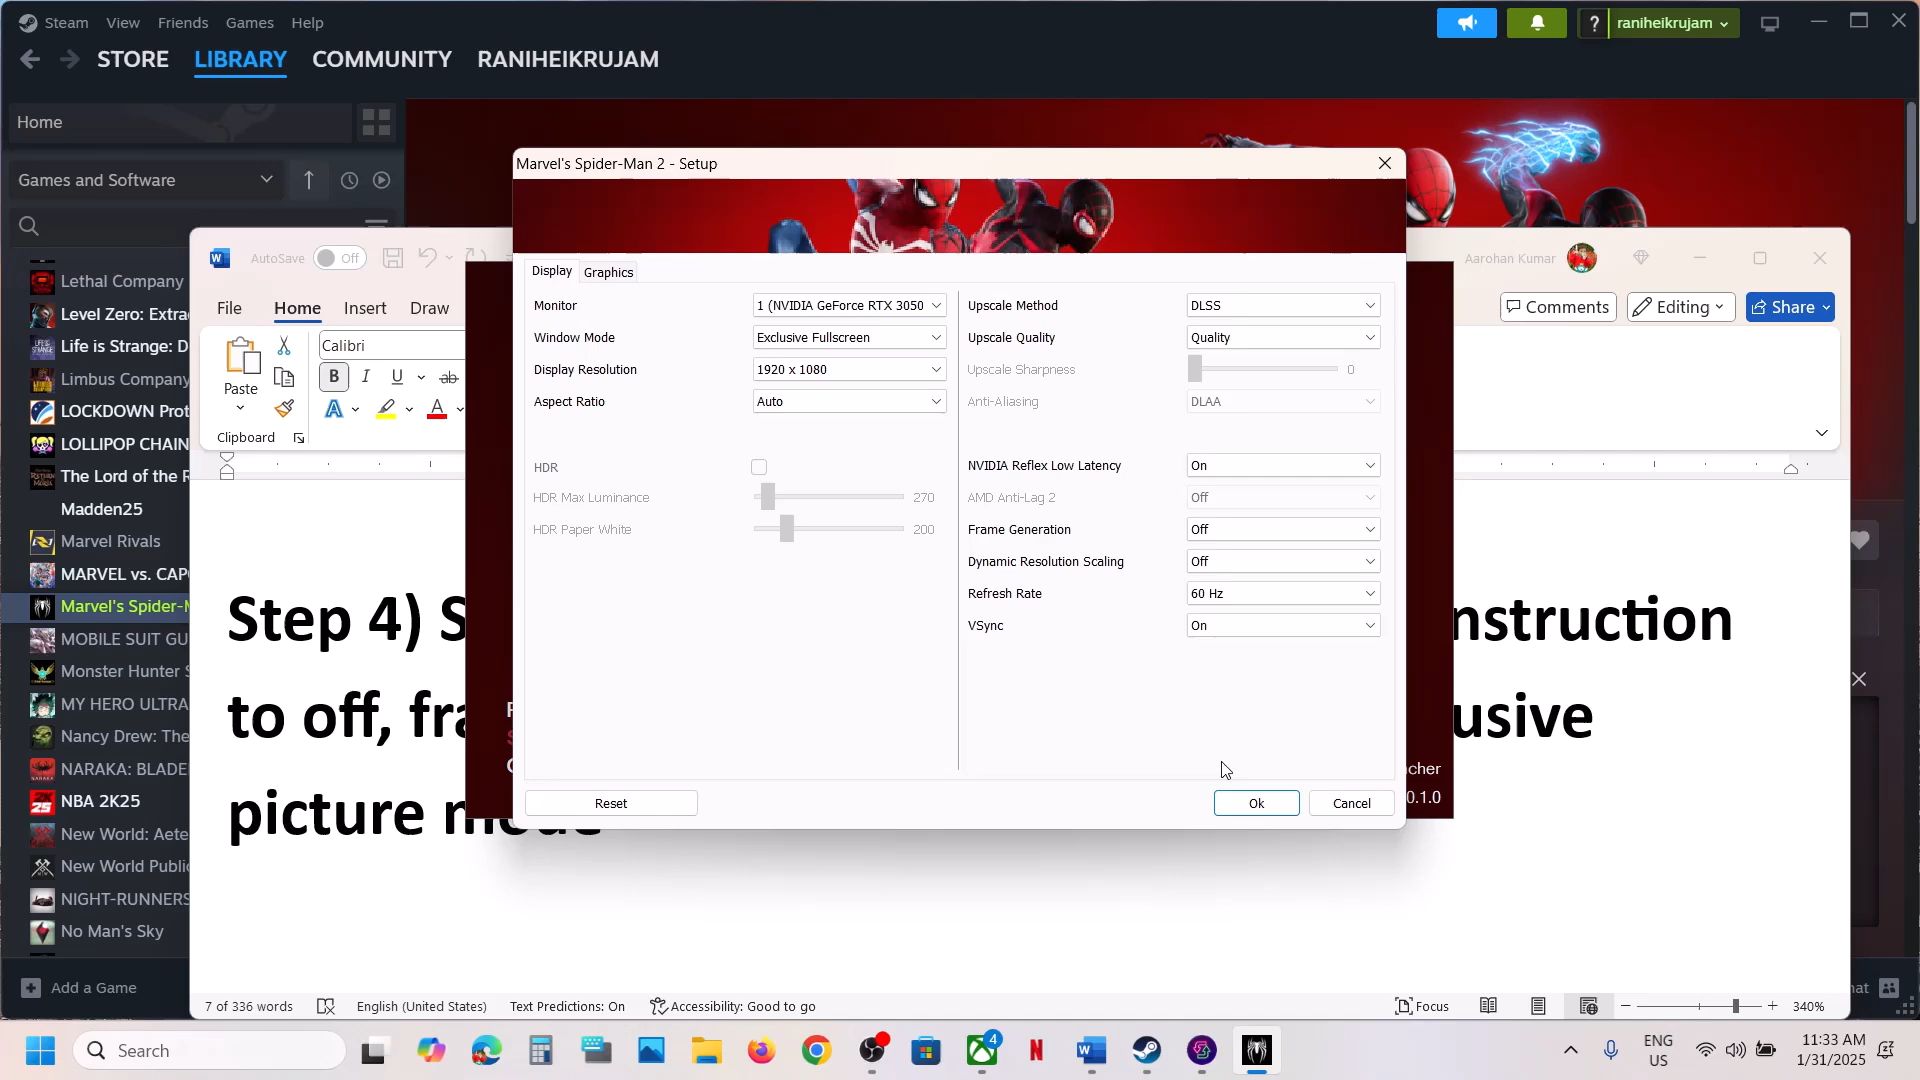 Steam View Friends Games Help
raniheikrujam
STORE LIBRARY COMMUNITY RANIHEIKRUJAM
Home
Games and Software
Lethal Company
Level Zero: Extra
Life is Strange: D
Limbus Company
LOCKDOWN Prot
LOLLIPOP CHAIN
The Lord of the R
Madden25
Marvel Rivals
MARVEL vs. CAP
Marvel's Spider-M
MOBILE SUIT GU
Monster Hunter S
MY HERO ULTRA
Nancy Drew: The
NARAKA: BLADE
NBA 2K25
New World: Aete
New World Public
NIGHT-RUNNERS
No Man's Sky
Add a Game
AutoSave Off
Aarohan Kumar
File Home Insert Draw
Comments Editing Share
Paste
Calibri
B I U ab
Clipboard
Marvel's Spider-Man 2 - Setup
Display Graphics
Monitor 1 (NVIDIA GeForce RTX 3050
Window Mode Exclusive Fullscreen
Display Resolution 1920 x 1080
Aspect Ratio Auto
HDR
HDR Max Luminance 270
HDR Paper White 200
Upscale Method DLSS
Upscale Quality Quality
Upscale Sharpness 0
Anti-Aliasing DLAA
NVIDIA Reflex Low Latency On
AMD Anti-Lag 2 Off
Frame Generation Off
Dynamic Resolution Scaling Off
Refresh Rate 60 Hz
VSync On
Reset Ok Cancel
ncher
0.1.0
Step 4) S nstruction
to off, fra usive
picture mode
7 of 336 words English (United States) Text Predictions: On Accessibility: Good to go
Focus 340%
Search
4
ENG
US
11:33 AM
1/31/2025